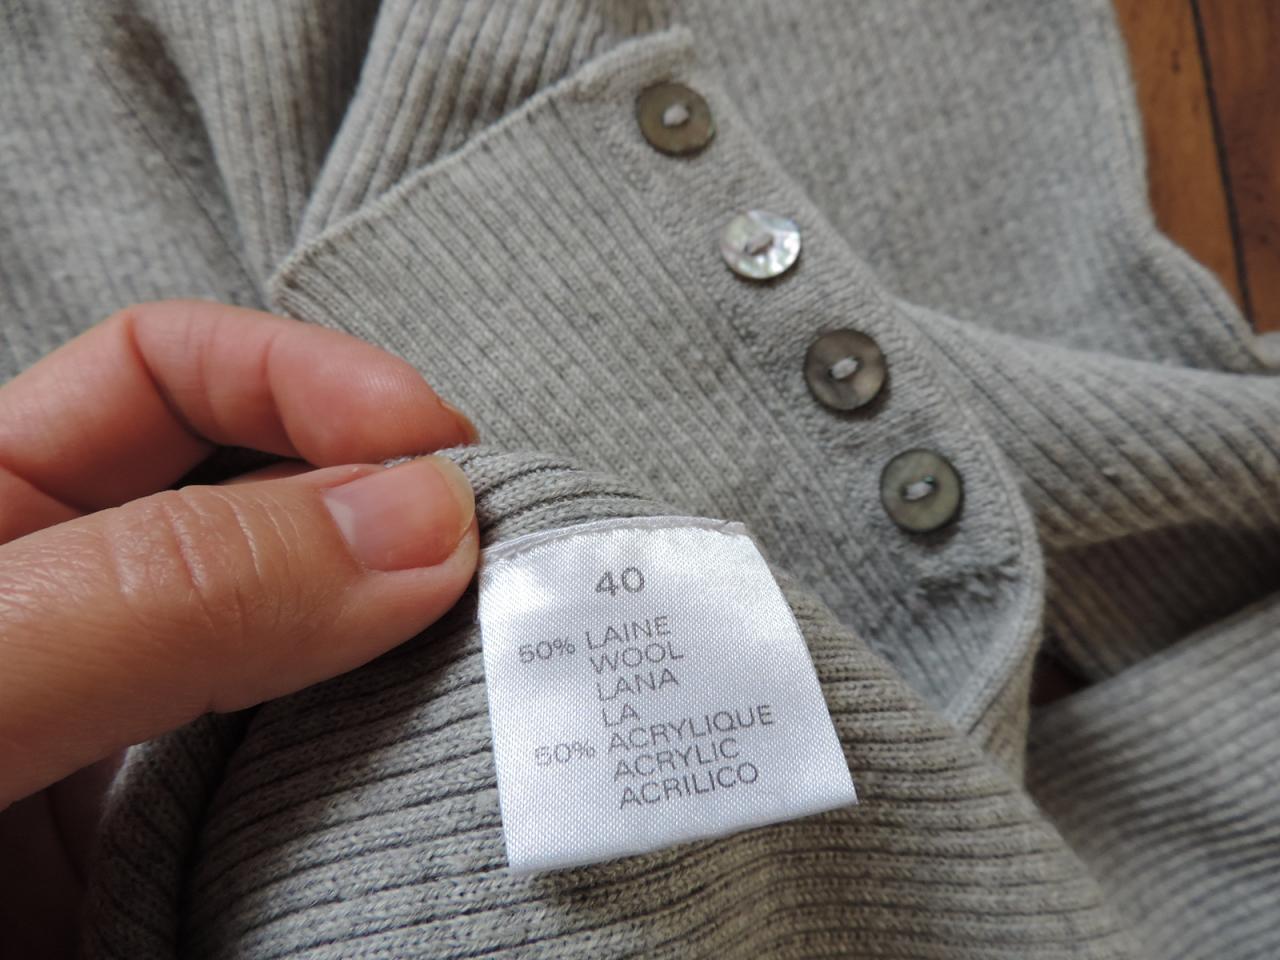 40
50% LAINE
WOOL
LANA
LA
50% ACRYLIQUE
ACRYLIC
ACRILICO